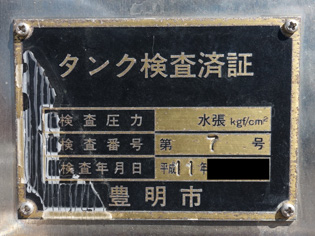 タンク検査済証
検査圧力 水張 kgf/cm²
検査番号 第 7 号
検査年月日 平成11年
豊明市